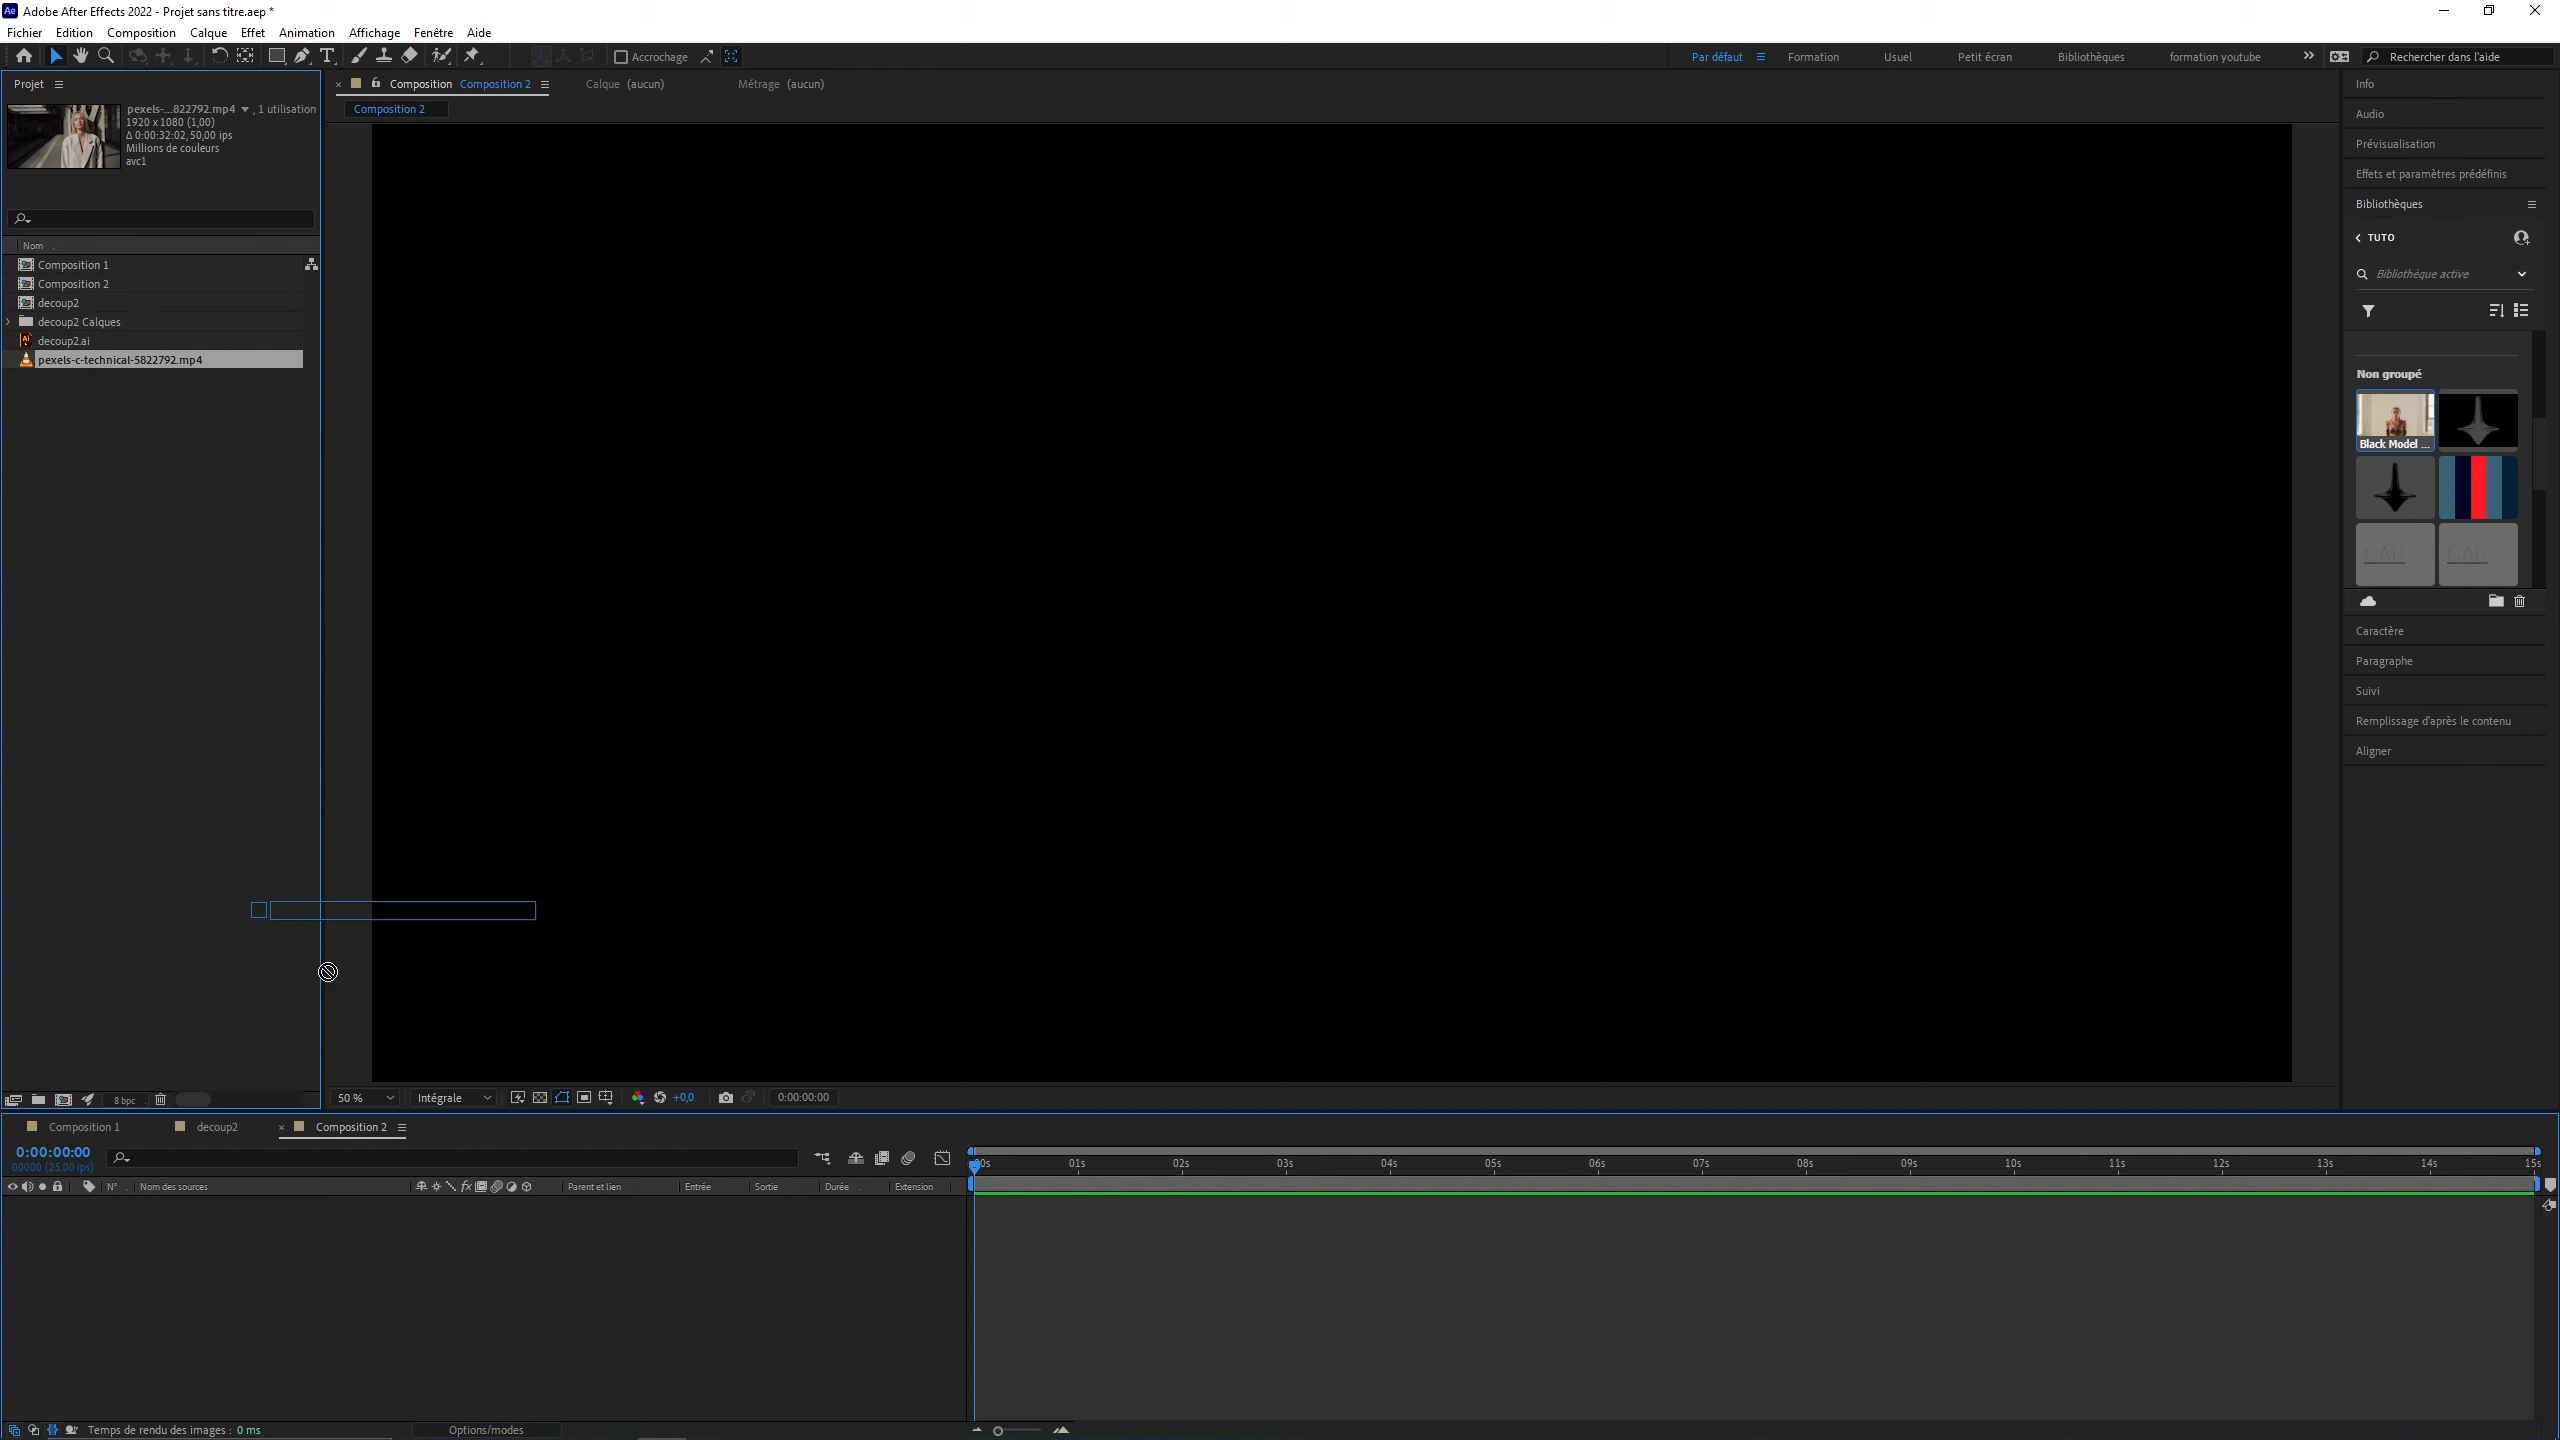 Ae Adobe After Effects 2022 - Projet sans titre.aep *
Fichier Edition Composition Calque Effet Animation Affichage Fenêtre Aide
Accrochage
Par défaut Formation Usuel Petit écran Bibliothèques formation youtube Rechercher dans l'aide
Projet
pexels-...822792.mp4 , 1 utilisation
1920 x 1080 (1,00)
Δ 0:00:32:02, 50,00 ips
Millions de couleurs
avc1
Nom
Composition 1
Composition 2
decoup2
decoup2 Calques
decoup2.ai
pexels-c-technical-5822792.mp4
8 bpc
Composition Composition 2
Calque (aucun)
Métrage (aucun)
Composition 2
50 % Intégrale +0,0 0:00:00:00
Info
Audio
Prévisualisation
Effets et paramètres prédéfinis
Bibliothèques
TUTO
Bibliothèque active
Non groupé
Black Model ...
CAP
CAP
Caractère
Paragraphe
Suivi
Remplissage d'après le contenu
Aligner
Composition 1 decoup2 Composition 2
0:00:00:00
00000 (25.00 ips)
N° Nom des sources Parent et lien Entrée Sortie Durée Extension
00s 01s 02s 03s 04s 05s 06s 07s 08s 09s 10s 11s 12s 13s 14s 15s
Temps de rendu des images : 0 ms
Options/modes